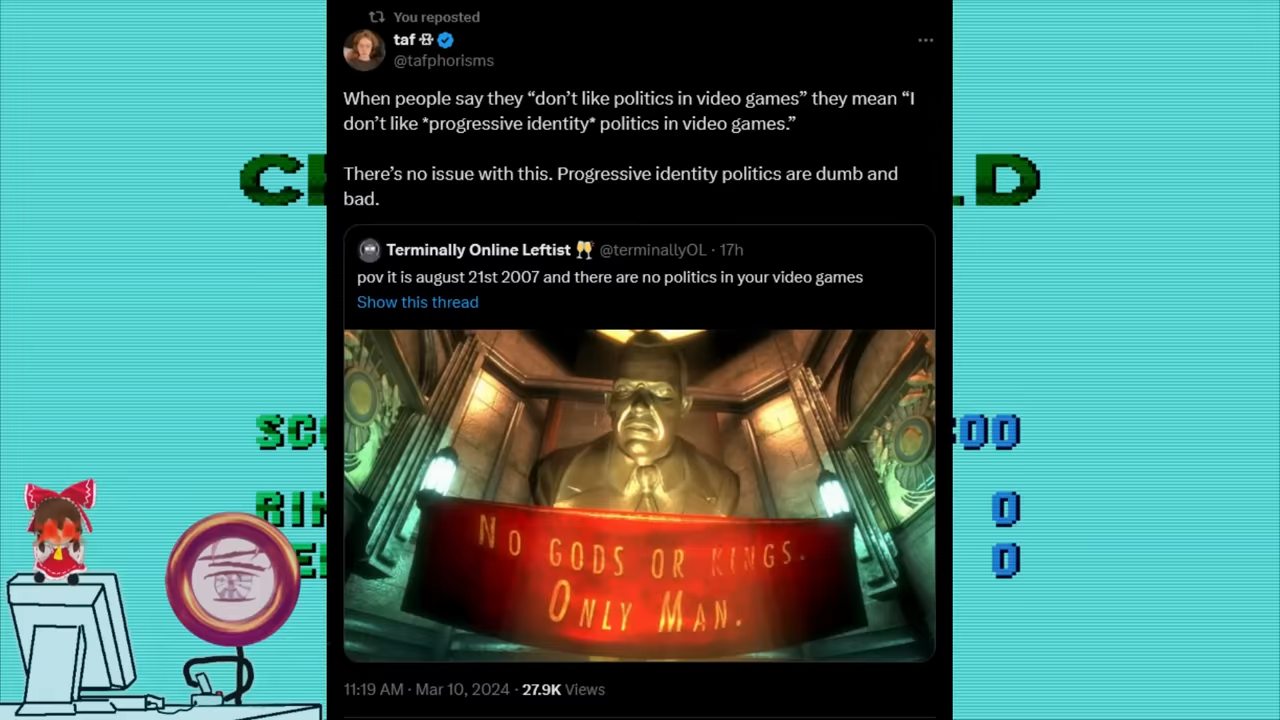 You reposted
taf
@tafphorisms
When people say they “don’t like politics in video games” they mean “I
don’t like *progressive identity* politics in video games.”
There’s no issue with this. Progressive identity politics are dumb and
bad.
Terminally Online Leftist 🥂 @terminallyOL · 17h
pov it is august 21st 2007 and there are no politics in your video games
Show this thread
NO GODS OR KINGS.
ONLY MAN.
11:19 AM · Mar 10, 2024 · 27.9K Views
D
00
0
0